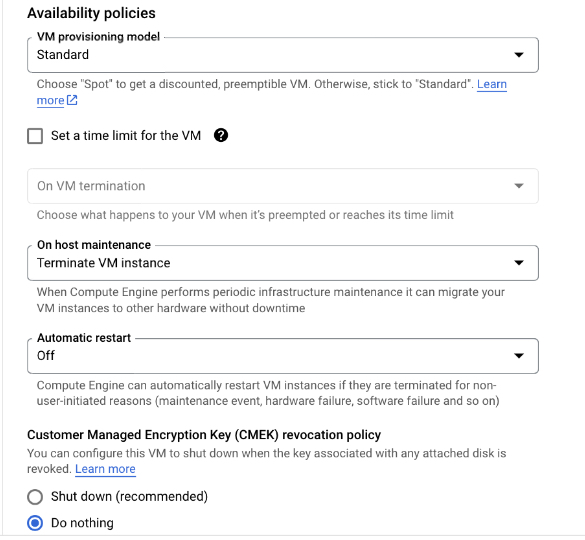 Availability policies
VM provisioning model
Standard
Choose "Spot" to get a discounted, preemptible VM. Otherwise, stick to "Standard". Learn
more
Set a time limit for the VM
On VM termination
Choose what happens to your VM when it's preempted or reaches its time limit
On host maintenance
Terminate VM instance
When Compute Engine performs periodic infrastructure maintenance it can migrate your
VM instances to other hardware without downtime
Automatic restart
Off
Compute Engine can automatically restart VM instances if they are terminated for non-
user-initiated reasons (maintenance event, hardware failure, software failure and so on)
Customer Managed Encryption Key (CMEK) revocation policy
You can configure this VM to shut down when the key associated with any attached disk is
revoked. Learn more
Shut down (recommended)
Do nothing